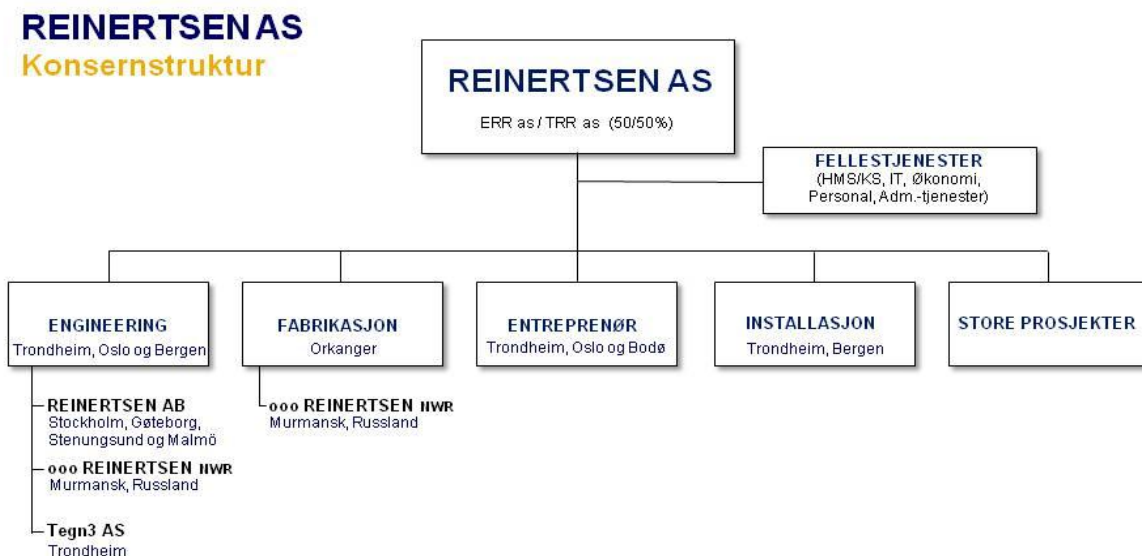 REINERTSEN AS
Konsernstruktur
REINERTSEN AS
ERR as / TRR as (50/50%)
FELLESTJENESTER
(HMS/KS, IT, Økonomi,
Personal, Adm.-tjenester)
ENGINEERING
Trondheim, Oslo og Bergen
FABRIKASJON
Orkanger
ENTREPRENØR
Trondheim, Oslo og Bodø
INSTALLASJON
Trondheim, Bergen
STORE PROSJEKTER
REINERTSEN AB
Stockholm, Gøteborg,
Stenungsund og Malmö
ooo REINERTSEN NWR
Murmansk, Russland
Tegn3 AS
Trondheim
ooo REINERTSEN NWR
Murmansk, Russland